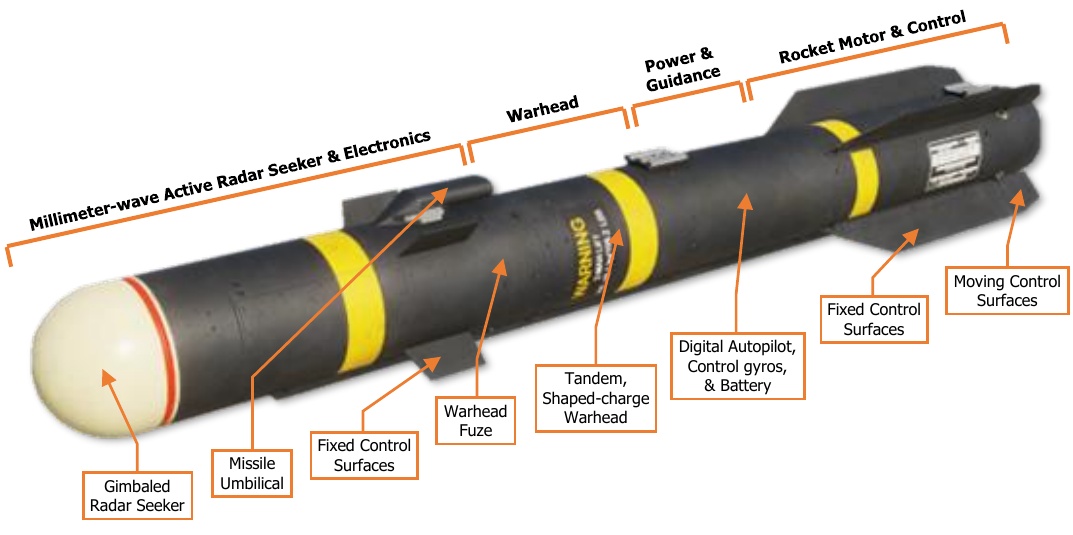 Rocket Motor & Control
Power &
Guidance
Warhead
Millimeter-wave Active Radar Seeker & Electronics
WARNING
Moving Control
Surfaces
Fixed Control
Surfaces
Digital Autopilot,
Control gyros,
& Battery
Tandem,
Shaped-charge
Warhead
Warhead
Fuze
Fixed Control
Surfaces
Missile
Umbilical
Gimbaled
Radar Seeker